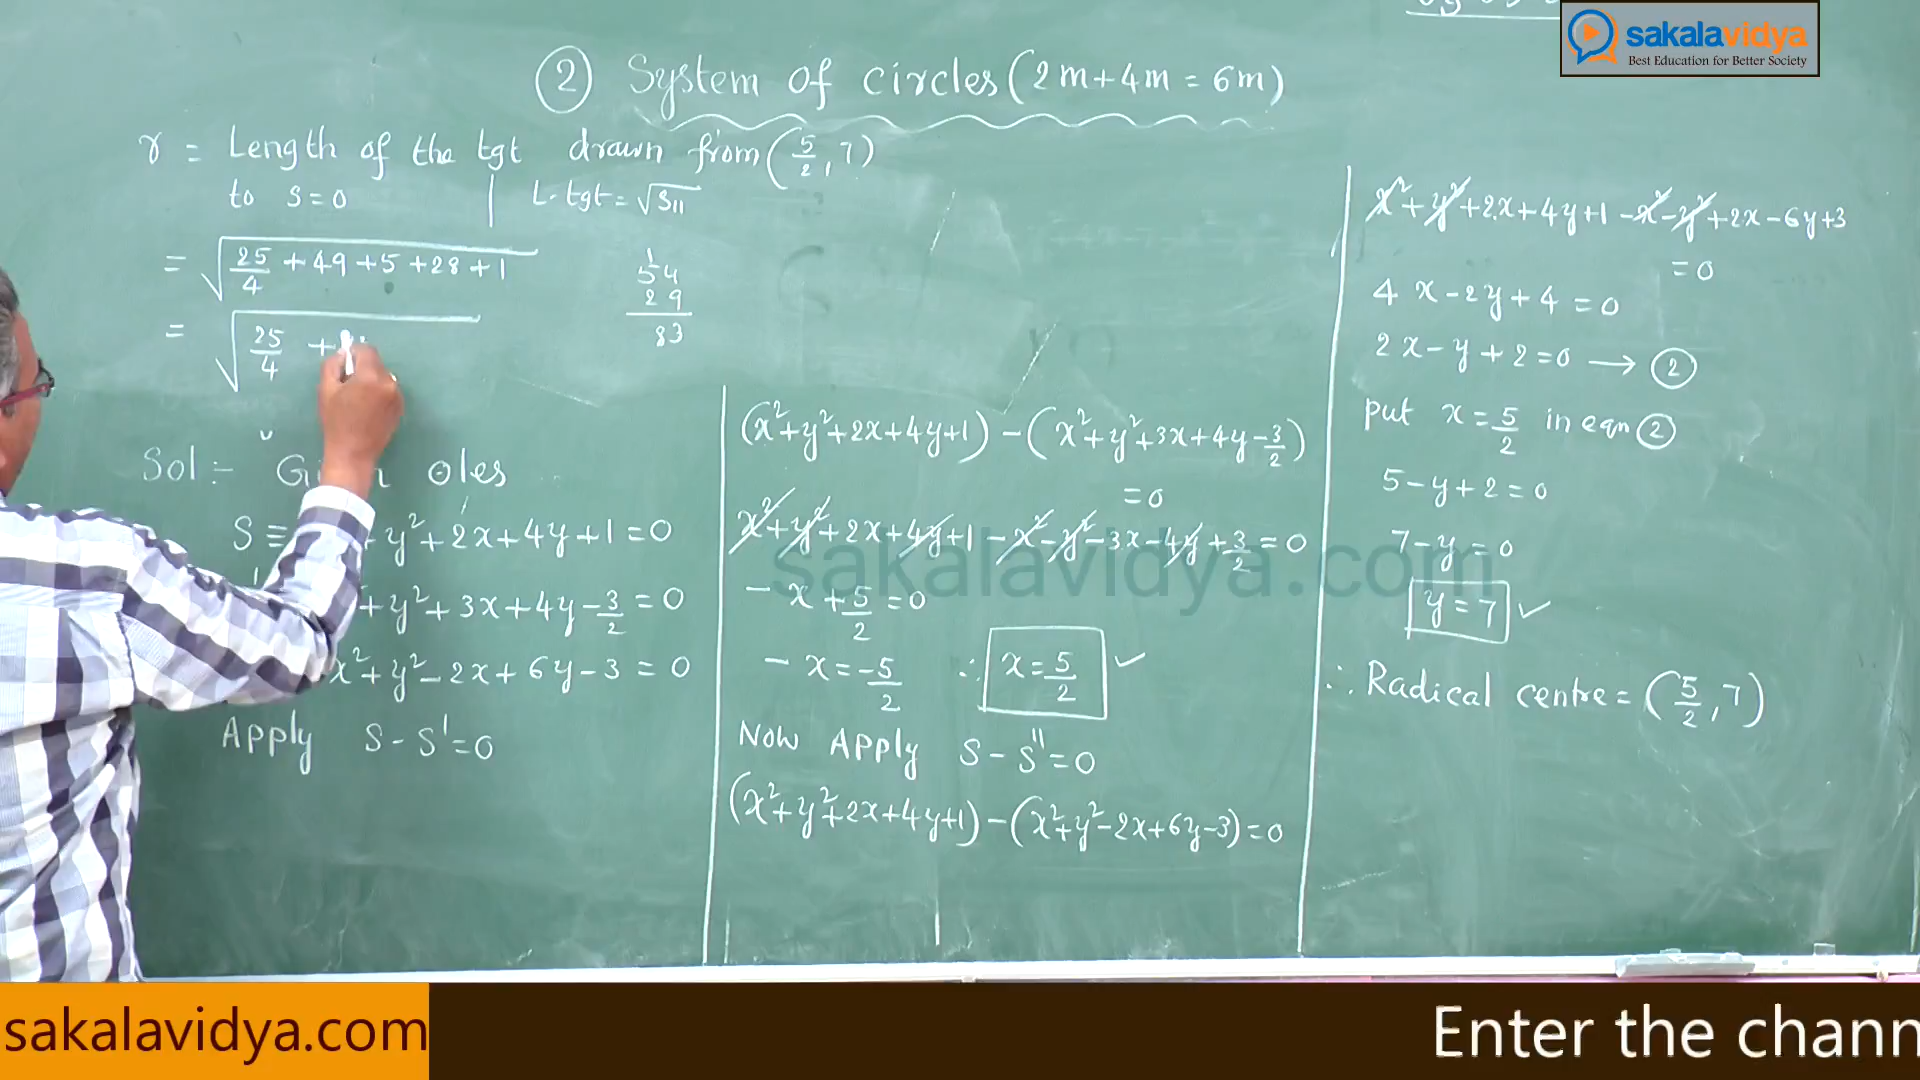 sakalavidya
Best Education for Better Society
② System of circles (2m+4m = 6m)
r = Length of the tgt drawn from (5/2, 7)
to S=0 | L.tgt = √S₁₁
= √(25/4 + 49 + 5 + 28 + 1
= √(25/4 +
1
54
29
83
Sol :- Given ⊙les
S ≡ + y² + 2x + 4y + 1 = 0
+ y² + 3x + 4y - 3/2 = 0
x² + y² - 2x + 6y - 3 = 0
Apply S - S' = 0
(x²+y²+2x+4y+1) - (x²+y²+3x+4y-3/2)
= 0
x²+y²+2x+4y+1 - x²-y²-3x-4y+3/2 = 0
- x + 5/2 = 0
- x = -5/2 ∴ x = 5/2 ✓
Now Apply S - S'' = 0
(x²+y²+2x+4y+1) - (x²+y²-2x+6y-3) = 0
x²+y²+2x+4y+1 -x²-y²+2x-6y+3
= 0
4x - 2y + 4 = 0
2x - y + 2 = 0 → ②
put x = 5/2 in eqn ②
5 - y + 2 = 0
7 - y = 0
y = 7 ✓
∴ Radical centre = (5/2, 7)
sakalavidya.com
sakalavidya.com
Enter the chann